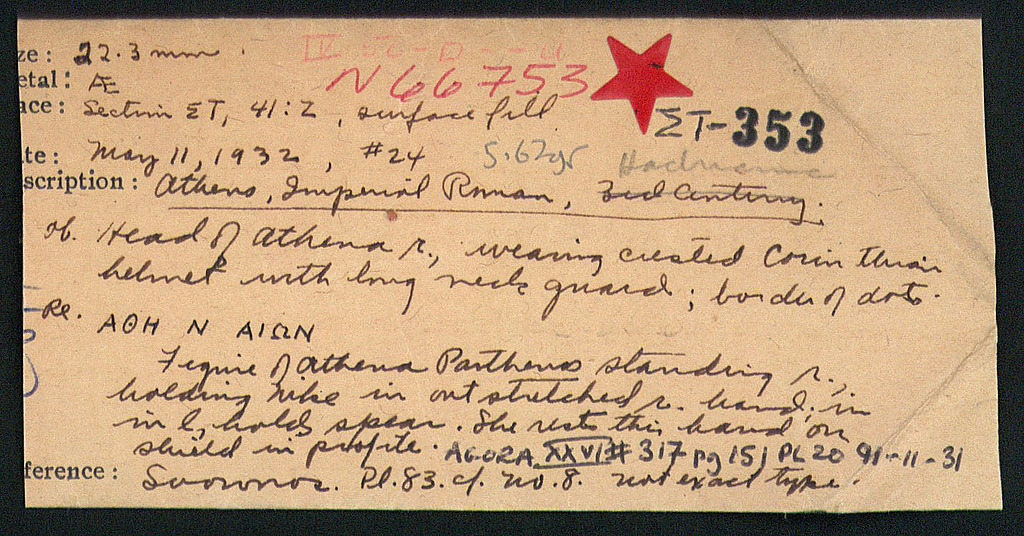 ze: 22.3 mm.
N66753
etal: Æ
ace: Section ΣT, 41:Z, surface fill
ΣT-353
te: May 11, 1932, #24 5.62gr
scription: Athens, Imperial Roman, 3rd Century.
ob. Head of Athena r., wearing crested Corinthian
helmet with long neck guard; border of dots.
Re.
ΑΘΗ Ν ΑΙΩΝ
Figure of Athena Parthenos standing r.,
holding Nike in outstretched r. hand; in
in l, holds spear. She rests this hand on
shield in profile. AGORA XXVI # 317 pg 151 PL 20 91-11-31
ference: Svoronos. Pl. 83. cf. no. 8. not exact type.